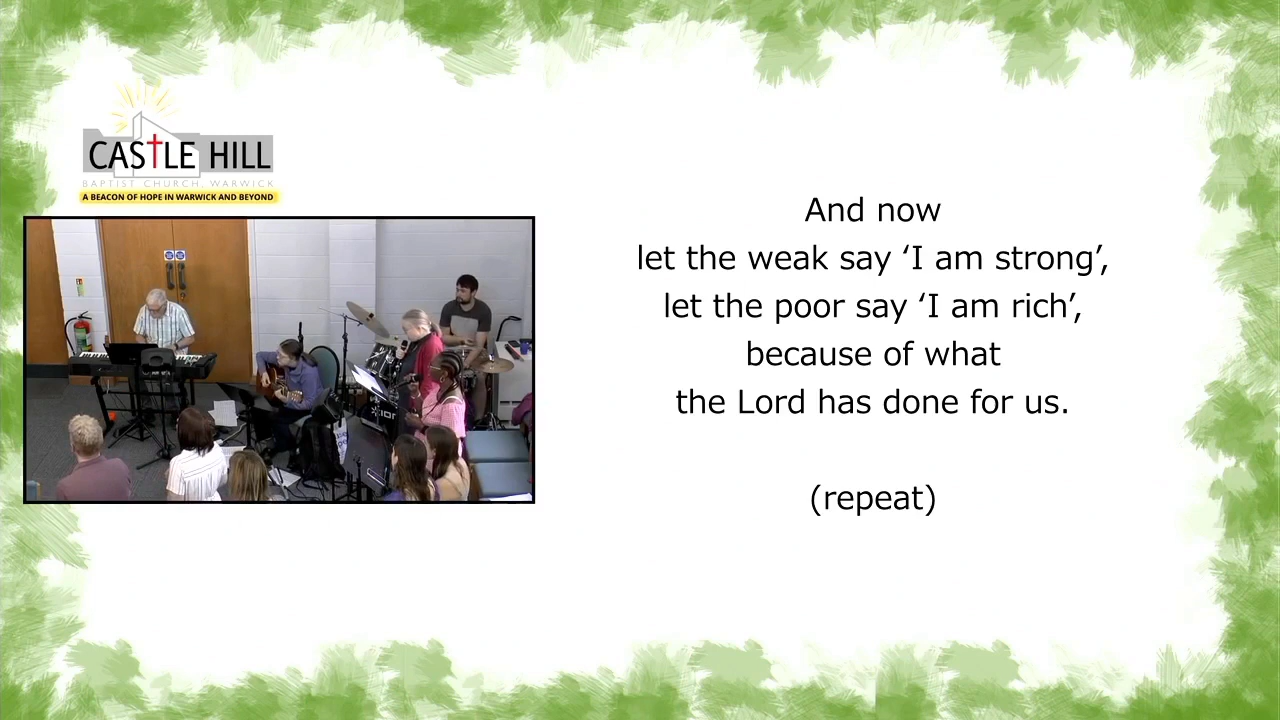 CASTLE HILL
BAPTIST CHURCH, WARWICK
A BEACON OF HOPE IN WARWICK AND BEYOND
And now
let the weak say ‘I am strong’,
let the poor say ‘I am rich’,
because of what
the Lord has done for us.
(repeat)